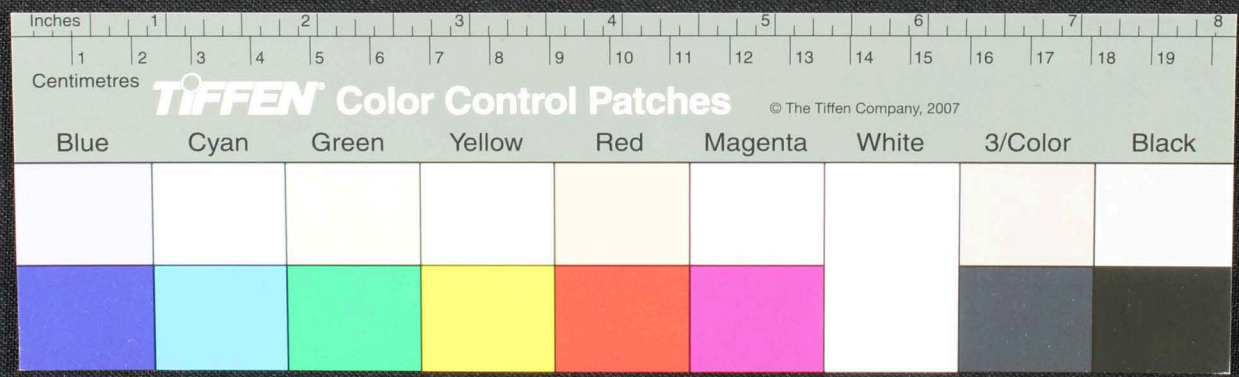 Inches 1 2 3 4 5 6 7 8
1 2 3 4 5 6 7 8 9 10 11 12 13 14 15 16 17 18 19
Centimetres
TIFFEN® Color Control Patches © The Tiffen Company, 2007
Blue Cyan Green Yellow Red Magenta White 3/Color Black